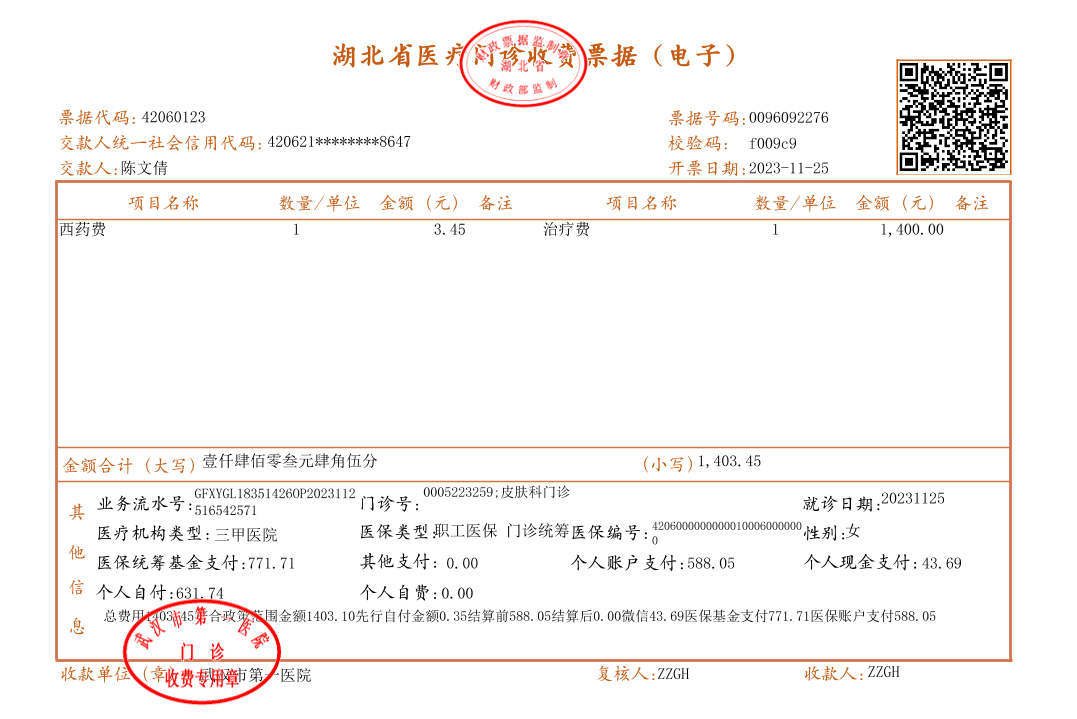 湖北省医疗门诊收费票据（电子）
财政票据监制章
湖北省
财政部监制
票据代码: 42060123
票据号码:0096092276
交款人统一社会信用代码: 420621********8647
校验码: f009c9
交款人:陈文倩
开票日期:2023-11-25
项目名称 数量/单位 金额（元） 备注 项目名称 数量/单位 金额（元） 备注
西药费 1 3.45 治疗费 1 1,400.00
金额合计（大写）壹仟肆佰零叁元肆角伍分 （小写）1,403.45
其他信息
业务流水号:GFXYGL183514260P2023112516542571 门诊号: 0005223259;皮肤科门诊 就诊日期:20231125
医疗机构类型: 三甲医院 医保类型:职工医保 门诊统筹 医保编号:4206000000000010006000000 0 性别:女
医保统筹基金支付:771.71 其他支付: 0.00 个人账户支付:588.05 个人现金支付:43.69
个人自付:631.74 个人自费:0.00
总费用1403.45符合政策范围金额1403.10先行自付金额0.35结算前588.05结算后0.00微信43.69医保基金支付771.71医保账户支付588.05
武汉市第一医院
门诊
收费专用章
收款单位（章）:武汉市第一医院 复核人:ZZGH 收款人:ZZGH